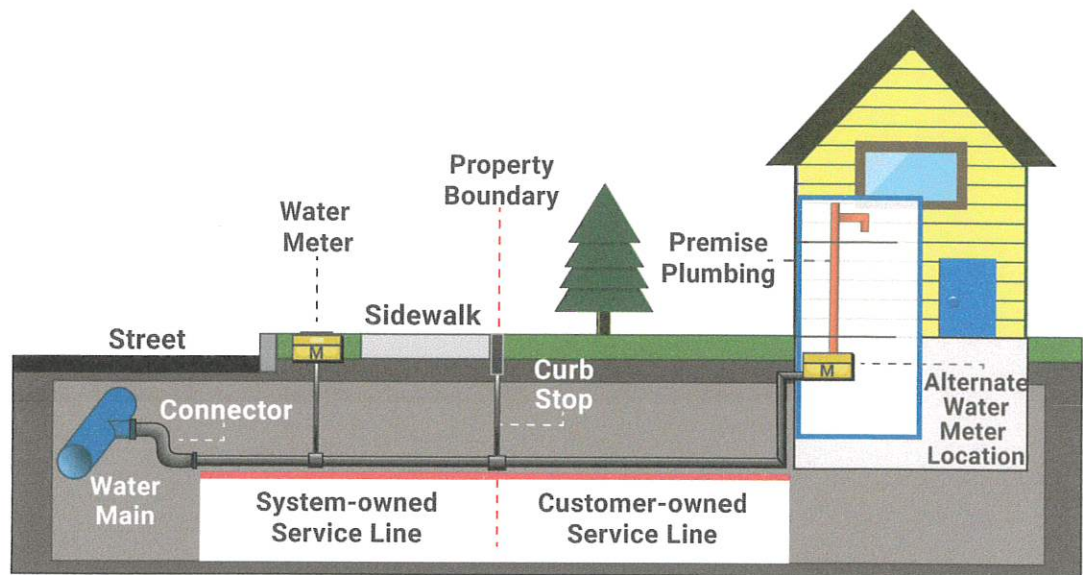 Property
Boundary
Water
Meter
Premise
Plumbing
Sidewalk
Street
M
Curb
Stop
M
Connector
Alternate
Water
Meter
Location
Water
Main
System-owned
Service Line
Customer-owned
Service Line